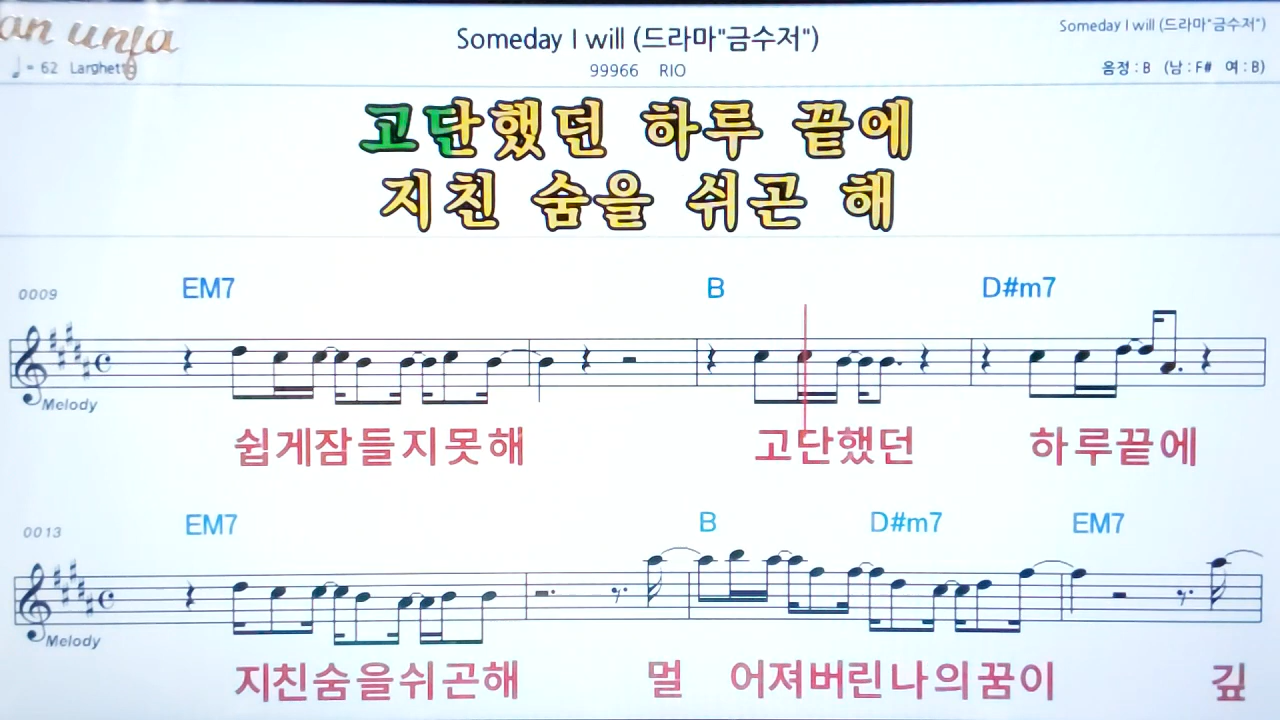 an unfa
Someday I will (드라마"금수저")
Someday I will (드라마"금수저")
♩= 62 Larghetto
99966 RIO
음정 : B (남 : F# 여 : B)
고단했던 하루 끝에
지친 숨을 쉬곤 해
0009 EM7 B D#m7
Melody
쉽게잠들지못해 고단했던 하루끝에
0013 EM7 B D#m7 EM7
Melody
지친숨을쉬곤해 멀 어져버린나의꿈이 깊